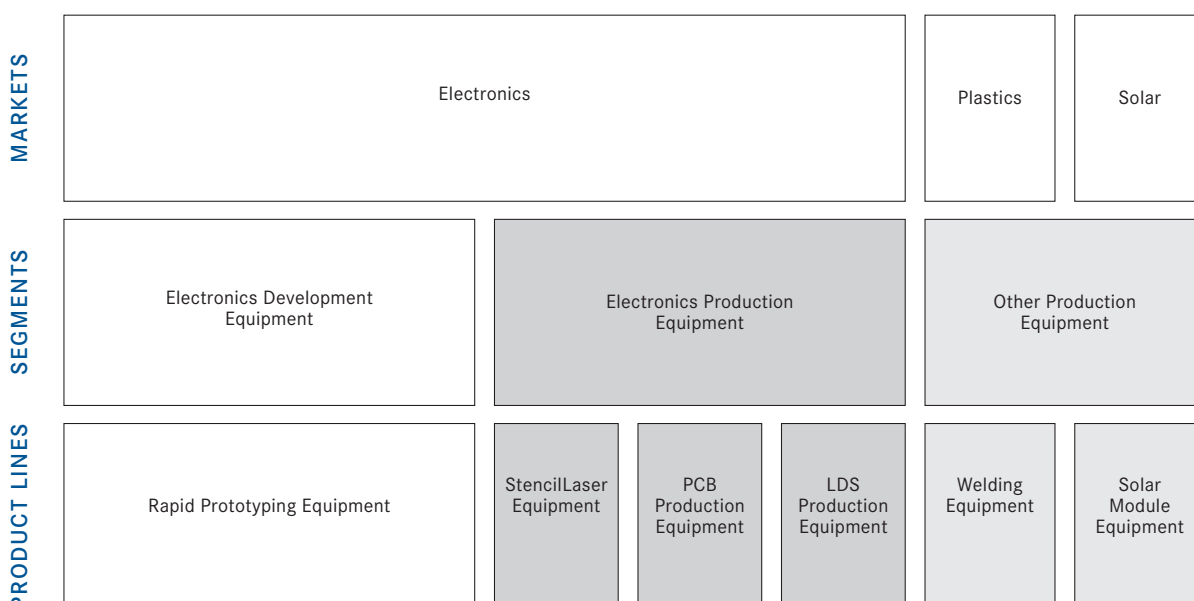 MARKETS
Electronics
Plastics
Solar
SEGMENTS
Electronics Development
Equipment
Electronics Production
Equipment
Other Production
Equipment
PRODUCT LINES
Rapid Prototyping Equipment
StencilLaser
Equipment
PCB
Production
Equipment
LDS
Production
Equipment
Welding
Equipment
Solar
Module
Equipment